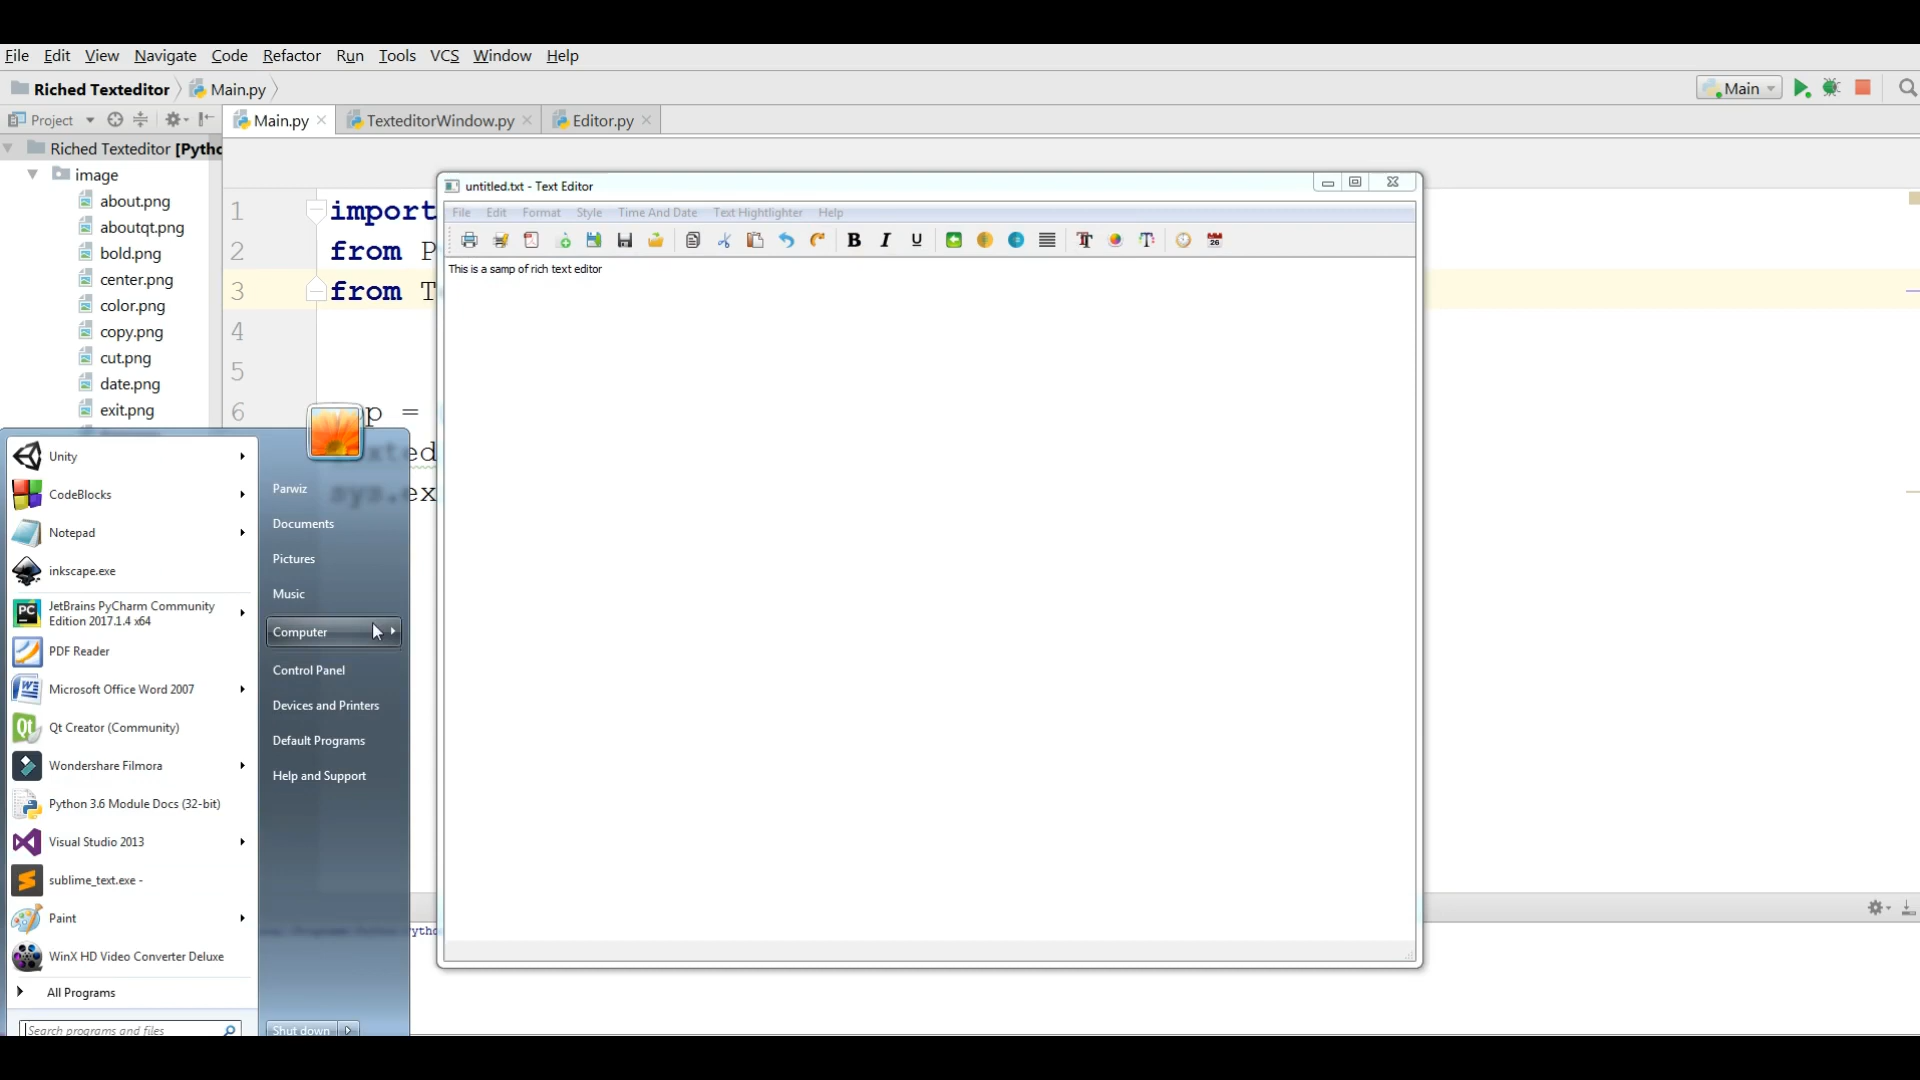 File Edit View Navigate Code Refactor Run Tools VCS Window Help
Riched Texteditor Main.py
Main
Project
Main.py TexteditorWindow.py Editor.py
Riched Texteditor [Pytho
image
about.png
aboutqt.png
bold.png
center.png
color.png
copy.png
cut.png
date.png
exit.png
1 import
2 from P
3 from T
4
5
6 p =
ed
sys.ex
untitled.txt - Text Editor
File Edit Format Style Time And Date Text Hightlighter Help
B I U
26
This is a samp of rich text editor
Unity
CodeBlocks
Notepad
inkscape.exe
JetBrains PyCharm Community
Edition 2017.1.4 x64
PDF Reader
Microsoft Office Word 2007
Qt Creator (Community)
Wondershare Filmora
Python 3.6 Module Docs (32-bit)
Visual Studio 2013
sublime_text.exe -
Paint
WinX HD Video Converter Deluxe
All Programs
Search programs and files
Parwiz
Documents
Pictures
Music
Computer
Control Panel
Devices and Printers
Default Programs
Help and Support
Shut down